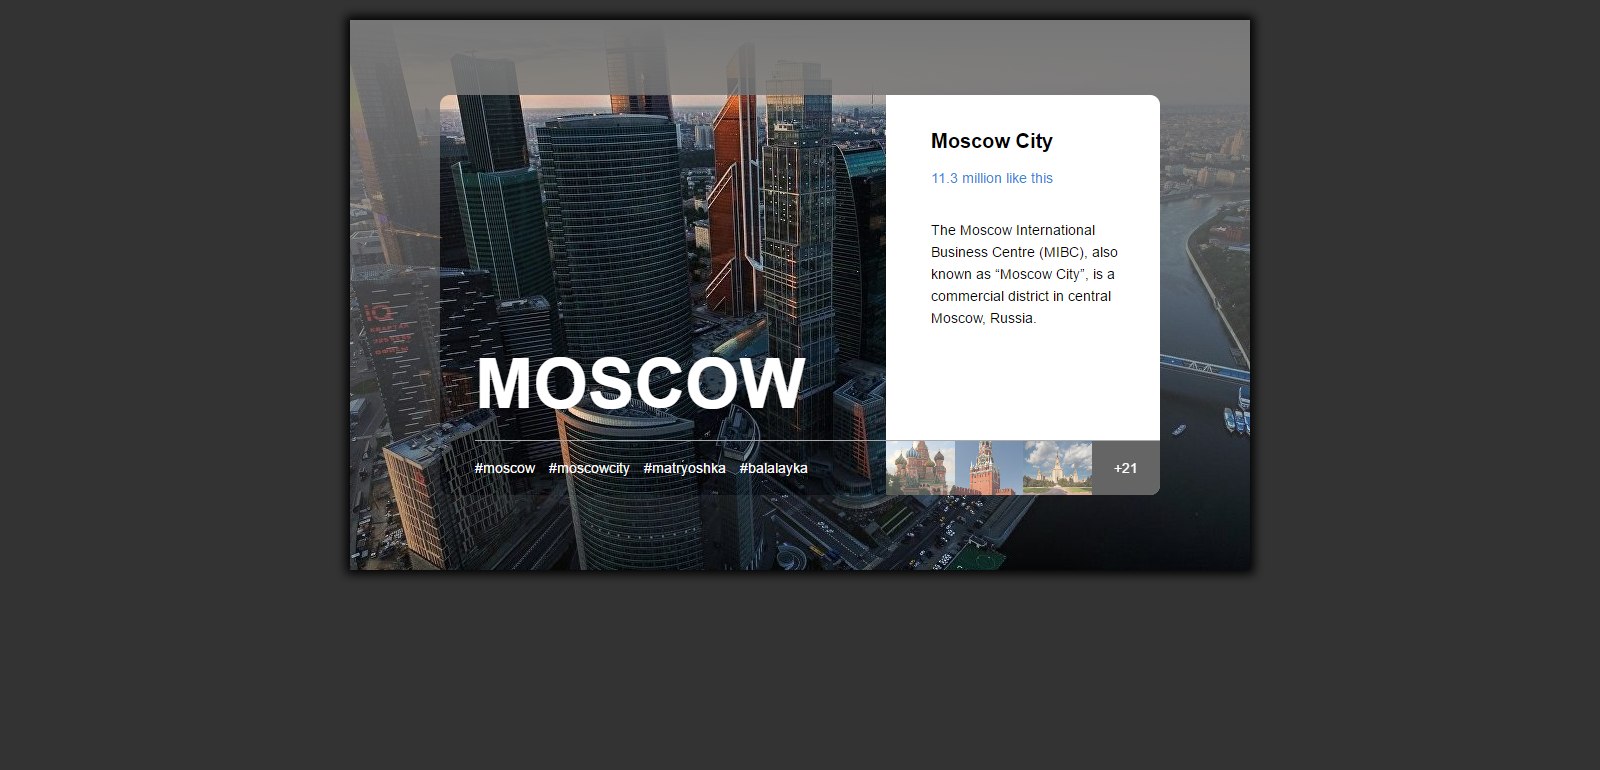 Moscow City
11.3 million like this
The Moscow International
Business Centre (MIBC), also
known as “Moscow City”, is a
commercial district in central
Moscow, Russia.
MOSCOW
#moscow #moscowcity #matryoshka #balalayka
+21